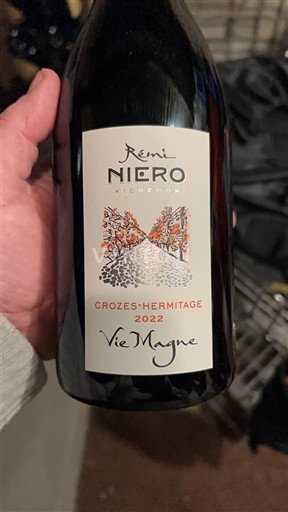 Rémi
NIERO
VIGNERON
CROZES-HERMITAGE
2022
Vie Magne